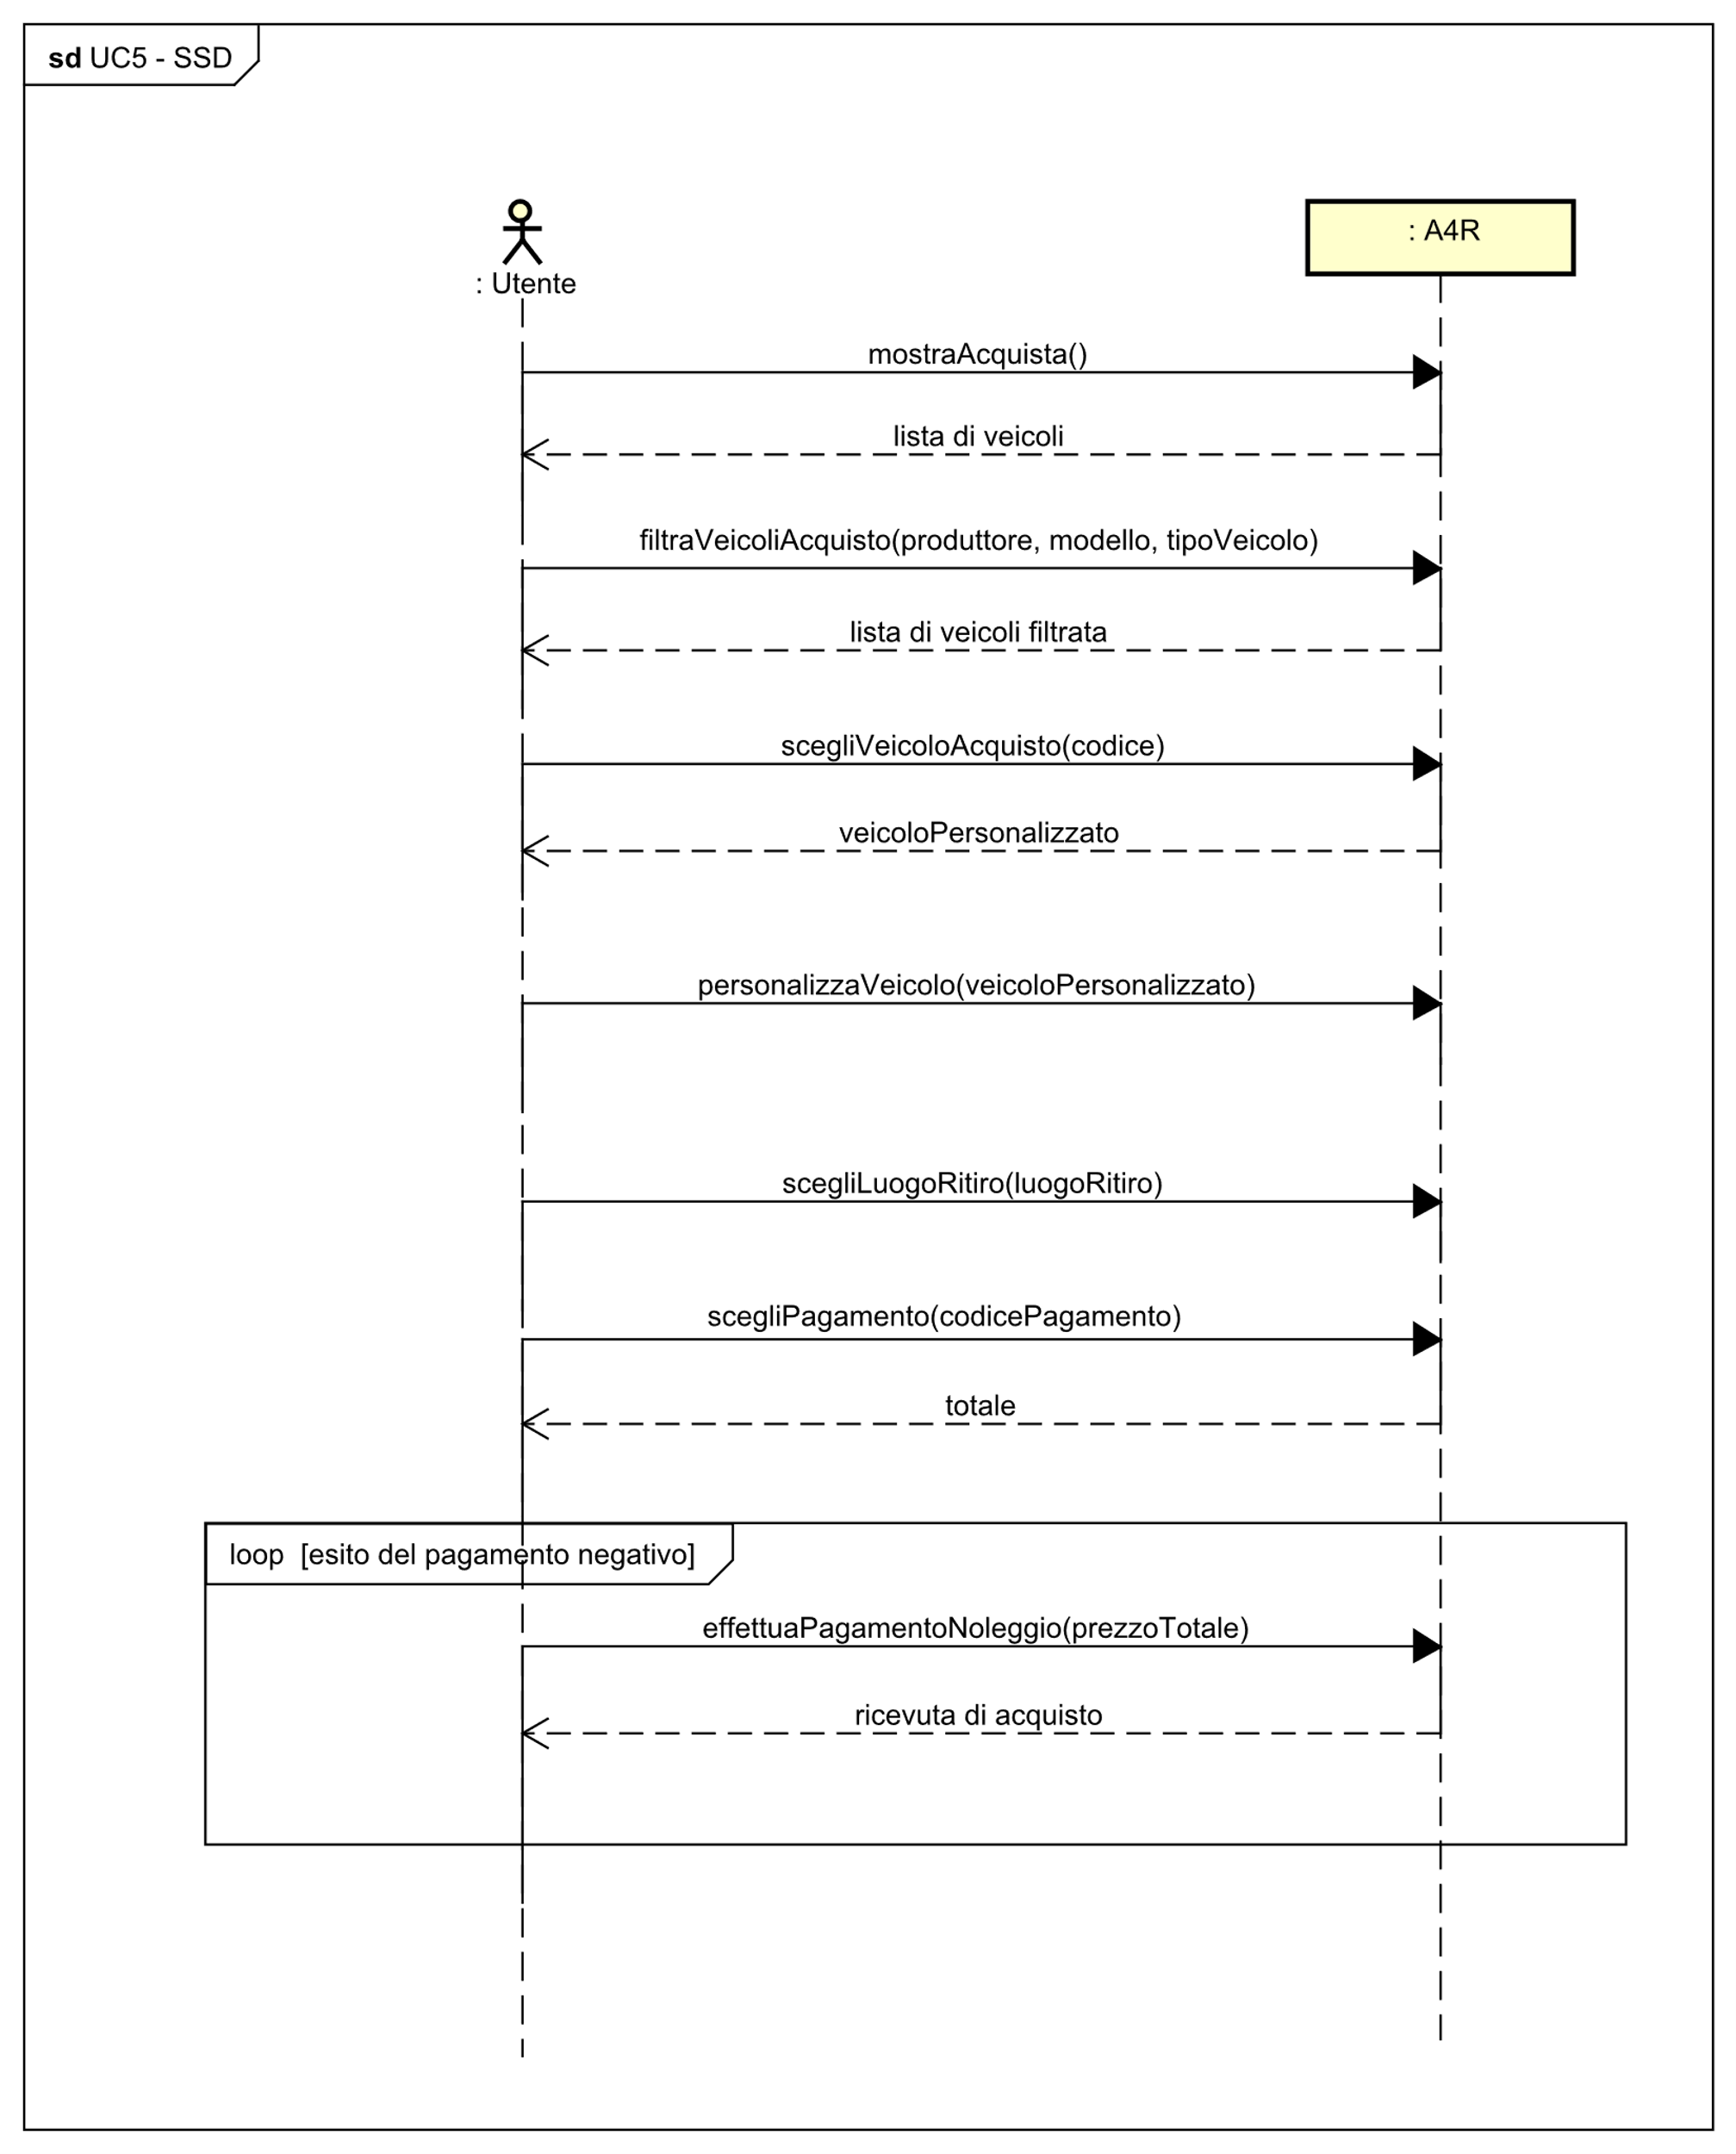 sd UC5 - SSD
: Utente
: A4R
mostraAcquista()
lista di veicoli
filtraVeicoliAcquisto(produttore, modello, tipoVeicolo)
lista di veicoli filtrata
scegliVeicoloAcquisto(codice)
veicoloPersonalizzato
personalizzaVeicolo(veicoloPersonalizzato)
scegliLuogoRitiro(luogoRitiro)
scegliPagamento(codicePagamento)
totale
loop [esito del pagamento negativo]
effettuaPagamentoNoleggio(prezzoTotale)
ricevuta di acquisto